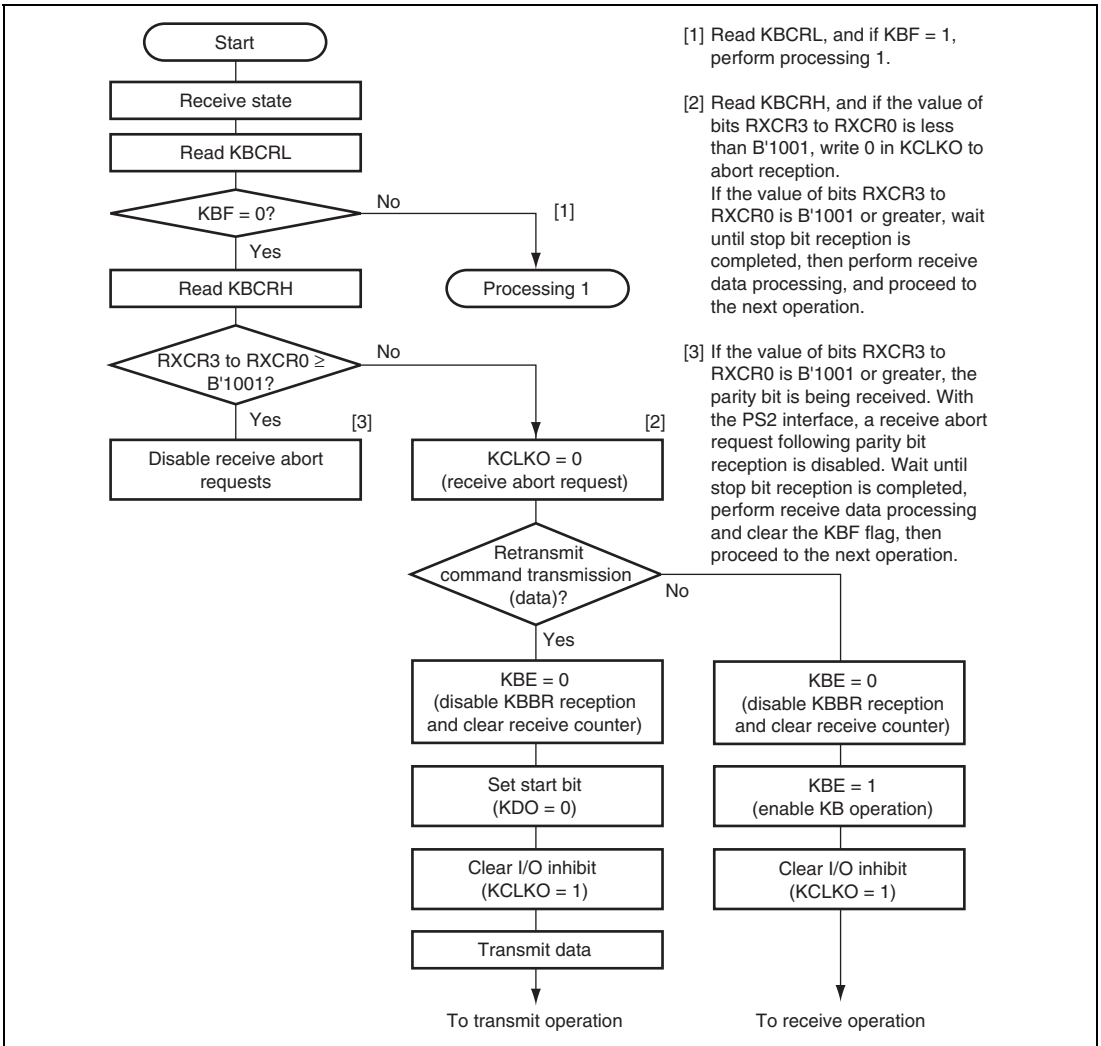 Start
Receive state
Read KBCRL
KBF = 0?
No
[1]
Yes
Processing 1
Read KBCRH
RXCR3 to RXCR0 ≥
B'1001?
No
Yes
[3]
[2]
Disable receive abort
requests
KCLKO = 0
(receive abort request)
Retransmit
command transmission
(data)?
No
Yes
KBE = 0
(disable KBBR reception
and clear receive counter)
Set start bit
(KDO = 0)
Clear I/O inhibit
(KCLKO = 1)
Transmit data
To transmit operation
KBE = 0
(disable KBBR reception
and clear receive counter)
KBE = 1
(enable KB operation)
Clear I/O inhibit
(KCLKO = 1)
To receive operation
[1] Read KBCRL, and if KBF = 1,
perform processing 1.
[2] Read KBCRH, and if the value of
bits RXCR3 to RXCR0 is less
than B'1001, write 0 in KCLKO to
abort reception.
If the value of bits RXCR3 to
RXCR0 is B'1001 or greater, wait
until stop bit reception is
completed, then perform receive
data processing, and proceed to
the next operation.
[3] If the value of bits RXCR3 to
RXCR0 is B'1001 or greater, the
parity bit is being received. With
the PS2 interface, a receive abort
request following parity bit
reception is disabled. Wait until
stop bit reception is completed,
perform receive data processing
and clear the KBF flag, then
proceed to the next operation.